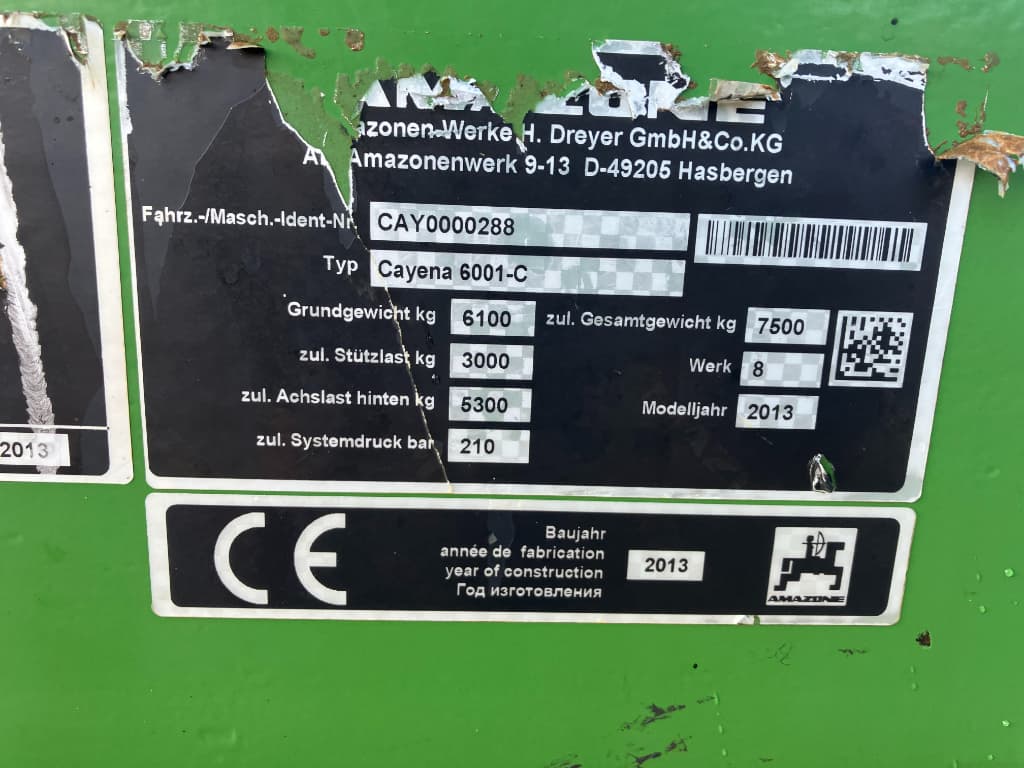 AMAZONE
azonen-Werke H. Dreyer GmbH&Co.KG
Amazonenwerk 9-13 D-49205 Hasbergen
Fahrz.-/Masch.-Ident-Nr CAY0000288
Typ Cayena 6001-C
Grundgewicht kg 6100 zul. Gesamtgewicht kg 7500
zul. Stützlast kg 3000 Werk 8
zul. Achslast hinten kg 5300 Modelljahr 2013
zul. Systemdruck bar 210
2013
CE
Baujahr
année de fabrication
year of construction 2013
Год изготовления
AMAZONE